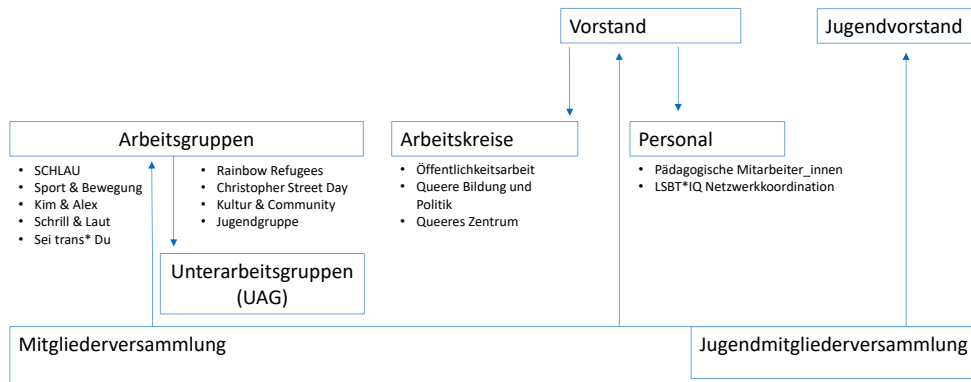 Vorstand
Jugendvorstand
Arbeitsgruppen
• SCHLAU
• Sport & Bewegung
• Kim & Alex
• Schrill & Laut
• Sei trans* Du
• Rainbow Refugees
• Christopher Street Day
• Kultur & Community
• Jugendgruppe
Unterarbeitsgruppen
(UAG)
Arbeitskreise
• Öffentlichkeitsarbeit
• Queere Bildung und
Politik
• Queeres Zentrum
Personal
• Pädagogische Mitarbeiter_innen
• LSBT*IQ Netzwerkkoordination
Mitgliederversammlung
Jugendmitgliederversammlung